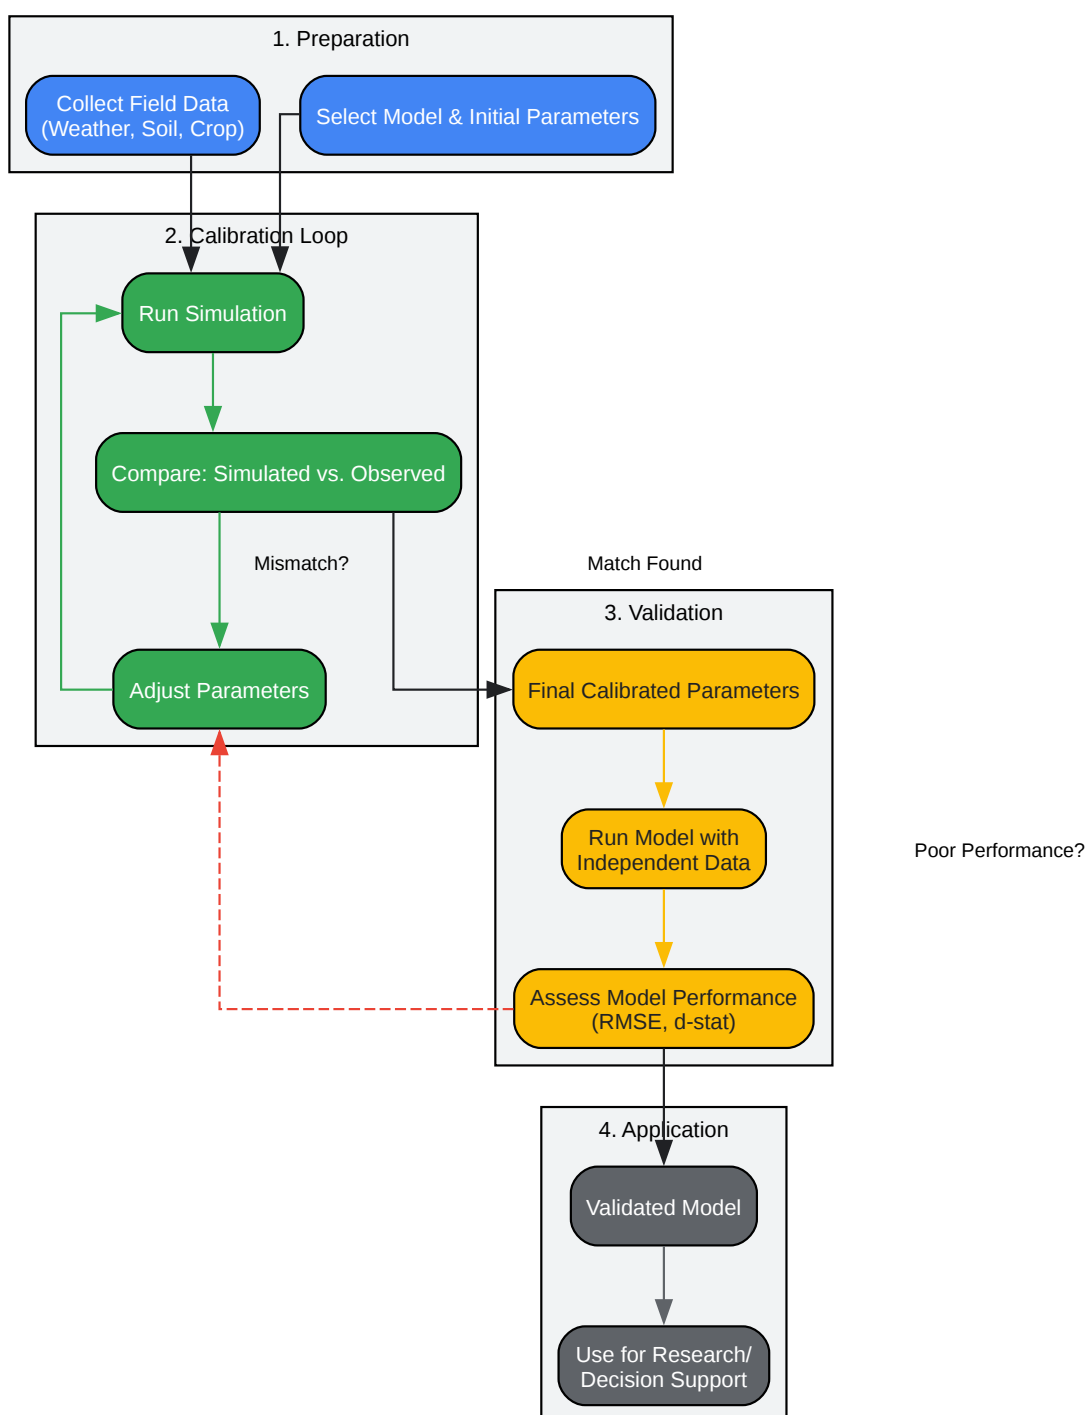 1. Preparation
Collect Field Data
(Weather, Soil, Crop)
Select Model & Initial Parameters
2. Calibration Loop
Run Simulation
Compare: Simulated vs. Observed
Mismatch?
Match Found
3. Validation
Adjust Parameters
Final Calibrated Parameters
Run Model with
Independent Data
Poor Performance?
Assess Model Performance
(RMSE, d-stat)
4. Application
Validated Model
Use for Research/
Decision Support